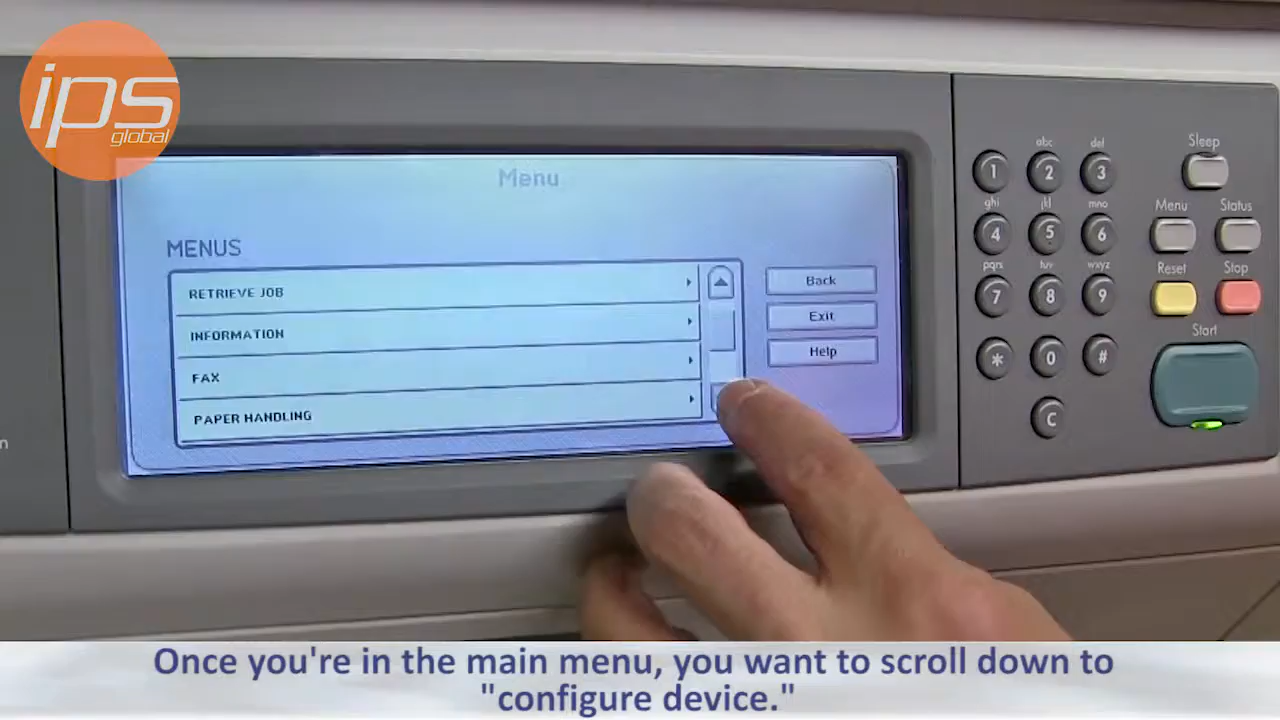 ips
global
Menu
MENUS
RETRIEVE JOB
INFORMATION
FAX
PAPER HANDLING
Back
Exit
Help
Sleep
Menu
Status
Reset
Stop
Start
abc
def
1
2
3
ghi
jkl
mno
4
5
6
pqrs
tuv
wxyz
7
8
9
*
0
#
C
n
Once you're in the main menu, you want to scroll down to
"configure device."